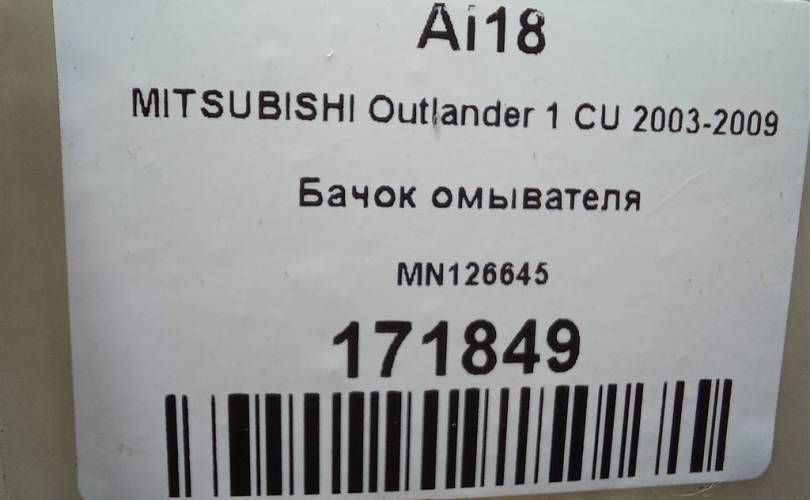 Ai18
MITSUBISHI Outlander 1 CU 2003-2009
Бачок омывателя
MN126645
171849